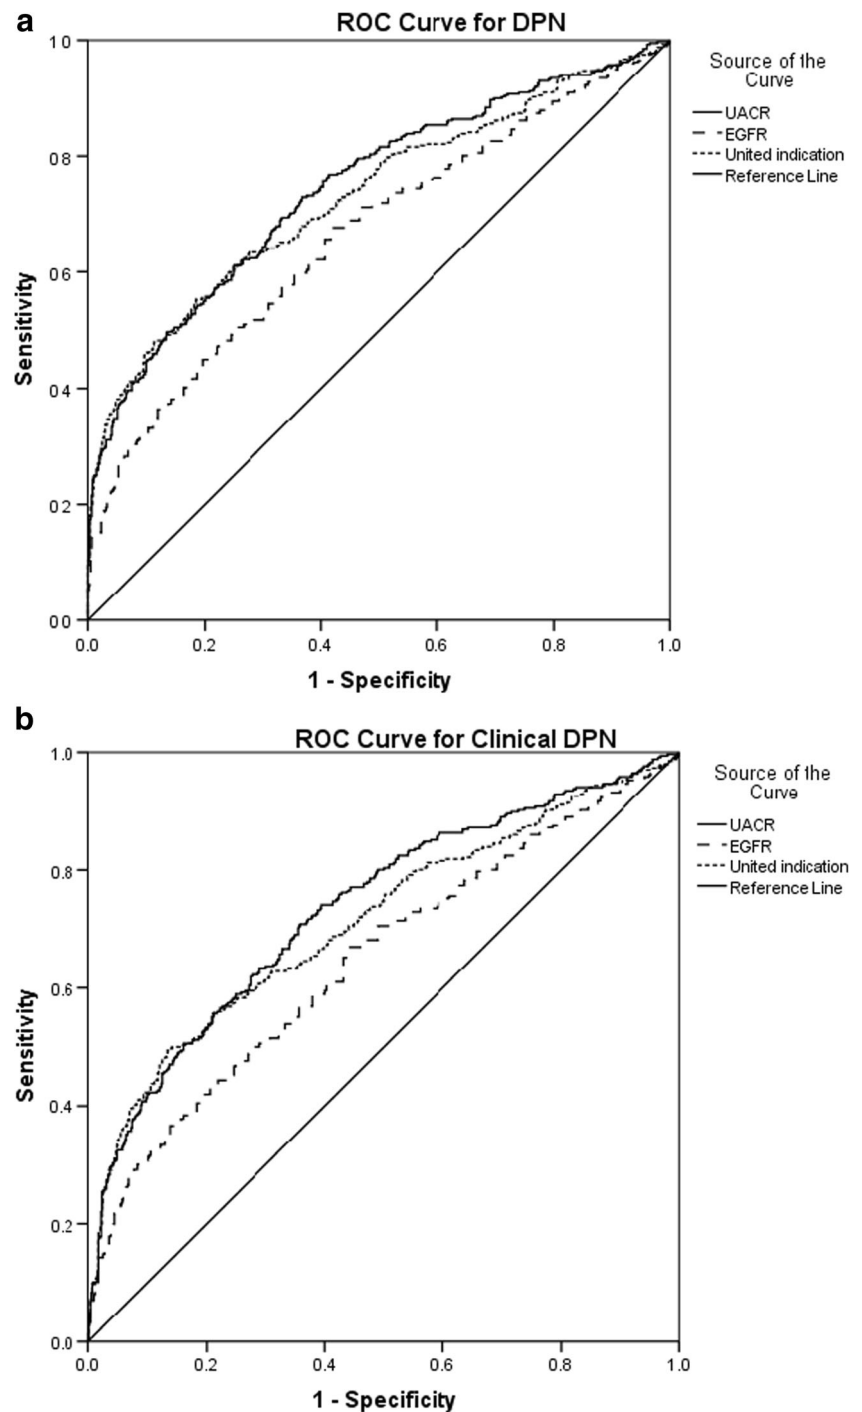 a
ROC Curve for DPN
Source of the
Curve
UACR
EGFR
United indication
Reference Line
1 0
0 8
0 6
0 4
0 2
0 0
Sensitivity
0.0 0.2 0.4 0.6 0.8 1.0
1 - Specificity
b
ROC Curve for Clinical DPN
Source of the
Curve
UACR
EGFR
United indication
Reference Line
1.0
0.8
0.6
0.4
0.2
0.0
Sensitivity
0.0 0.2 0.4 0.6 0.8 1.0
1 - Specificity